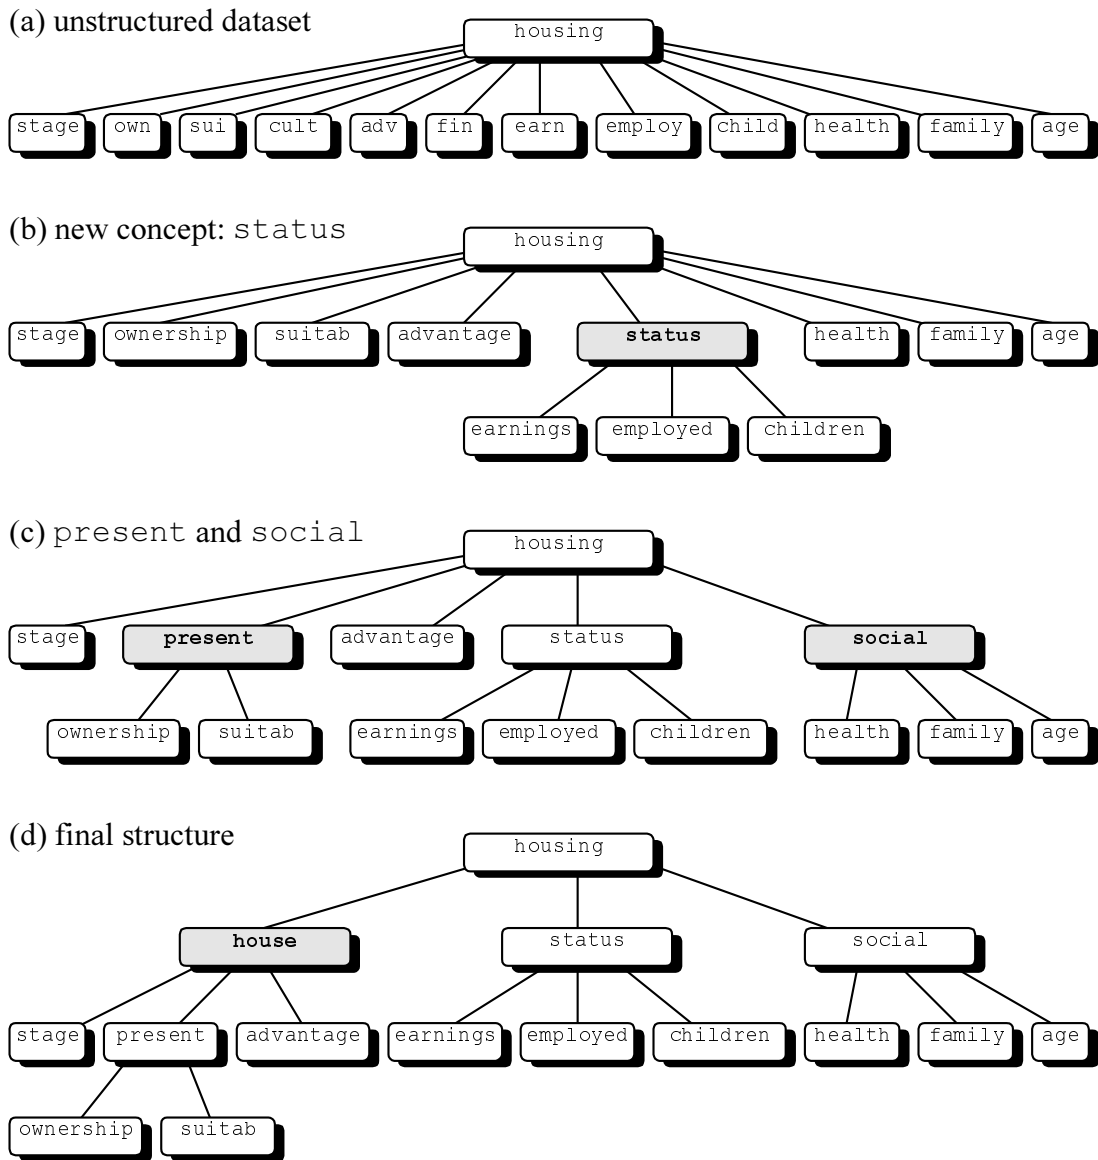 (a) unstructured dataset
housing
stage own sui cult adv fin earn employ child health family age
(b) new concept: status
housing
stage ownership suitab advantage status health family age
earnings employed children
(c) present and social
housing
stage present advantage status social
ownership suitab earnings employed children health family age
(d) final structure
housing
house status social
stage present advantage earnings employed children health family age
ownership suitab